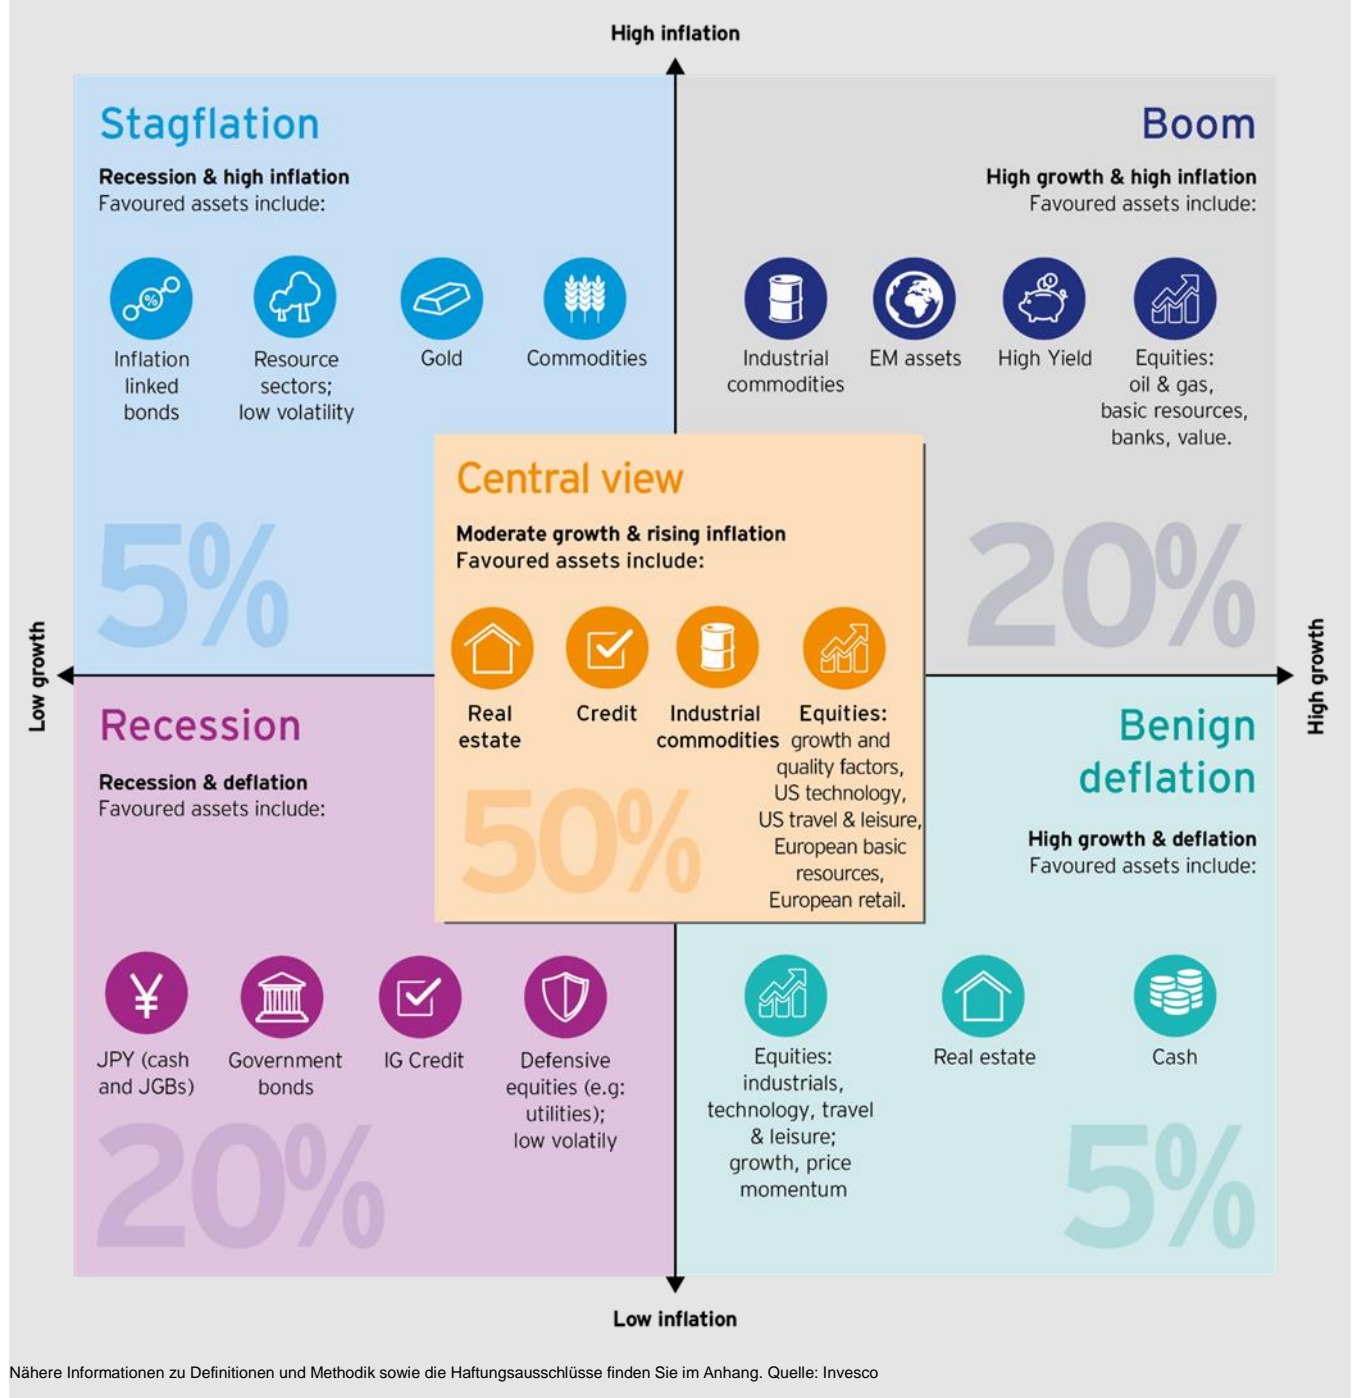 High inflation
Stagflation
Recession & high inflation
Favoured assets include:
%
Inflation
linked
bonds
Resource
sectors;
low volatility
Gold
Commodities
5%
Boom
High growth & high inflation
Favoured assets include:
Industrial
commodities
EM assets
High Yield
Equities:
oil & gas,
basic resources,
banks, value.
20%
Central view
Moderate growth & rising inflation
Favoured assets include:
Real
estate
Credit
Industrial
commodities
Equities:
growth and
quality factors,
US technology,
US travel & leisure,
European basic
resources,
European retail.
50%
Low growth
High growth
Recession
Recession & deflation
Favoured assets include:
¥
JPY (cash
and JGBs)
Government
bonds
IG Credit
Defensive
equities (e.g:
utilities);
low volatily
20%
Benign
deflation
High growth & deflation
Favoured assets include:
Equities:
industrials,
technology, travel
& leisure;
growth, price
momentum
Real estate
Cash
5%
Low inflation
Nähere Informationen zu Definitionen und Methodik sowie die Haftungsausschlüsse finden Sie im Anhang. Quelle: Invesco